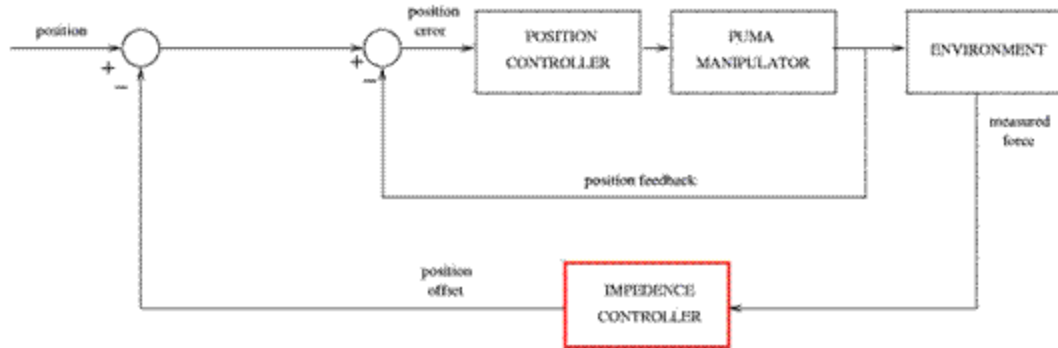 position
+
−
+
−
position
error
POSITION
CONTROLLER
PUMA
MANIPULATOR
ENVIRONMENT
measured
force
position feedback
position
offset
IMPEDENCE
CONTROLLER